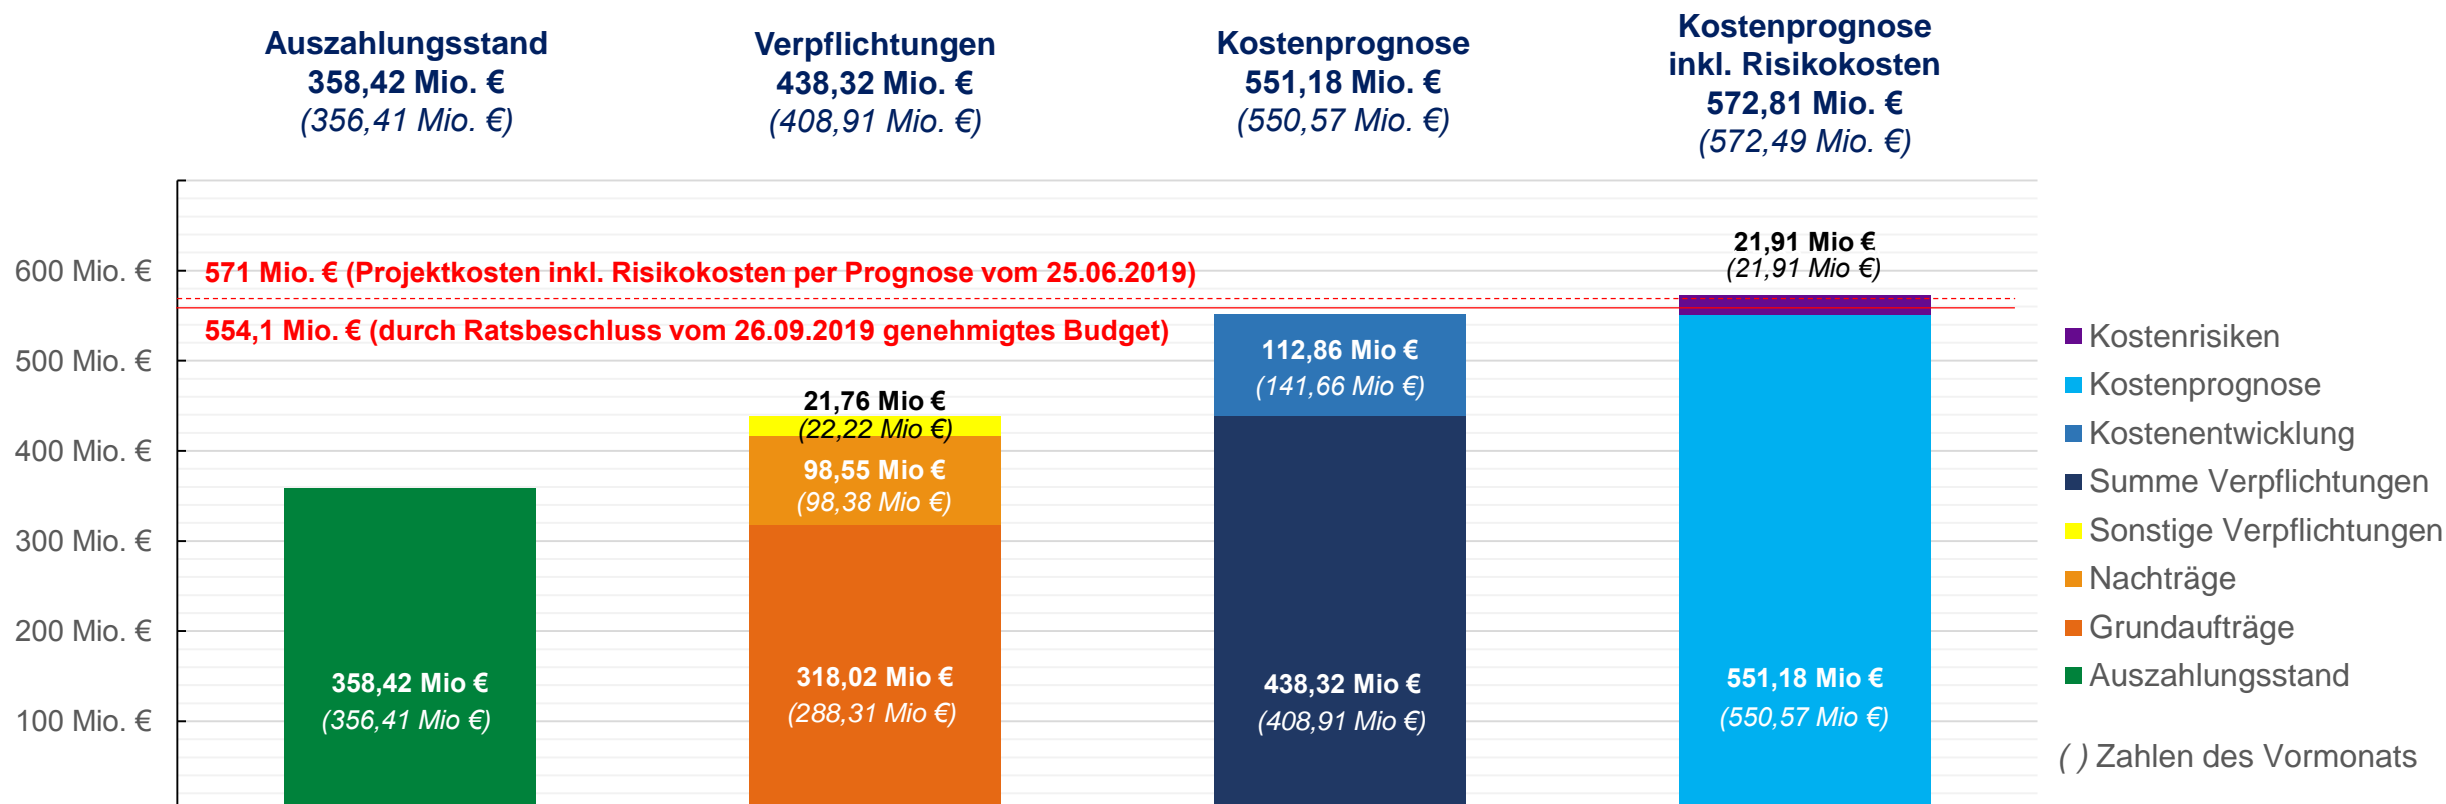 Auszahlungsstand
358,42 Mio. €
(356,41 Mio. €)
Verpflichtungen
438,32 Mio. €
(408,91 Mio. €)
Kostenprognose
551,18 Mio. €
(550,57 Mio. €)
Kostenprognose
inkl. Risikokosten
572,81 Mio. €
(572,49 Mio. €)
600 Mio. €
500 Mio. €
400 Mio. €
300 Mio. €
200 Mio. €
100 Mio. €
571 Mio. € (Projektkosten inkl. Risikokosten per Prognose vom 25.06.2019)
554,1 Mio. € (durch Ratsbeschluss vom 26.09.2019 genehmigtes Budget)
358,42 Mio €
(356,41 Mio €)
21,76 Mio €
(22,22 Mio €)
98,55 Mio €
(98,38 Mio €)
318,02 Mio €
(288,31 Mio €)
112,86 Mio €
(141,66 Mio €)
438,32 Mio €
(408,91 Mio €)
21,91 Mio €
(21,91 Mio €)
551,18 Mio €
(550,57 Mio €)
Kostenrisiken
Kostenprognose
Kostenentwicklung
Summe Verpflichtungen
Sonstige Verpflichtungen
Nachträge
Grundaufträge
Auszahlungsstand
( ) Zahlen des Vormonats